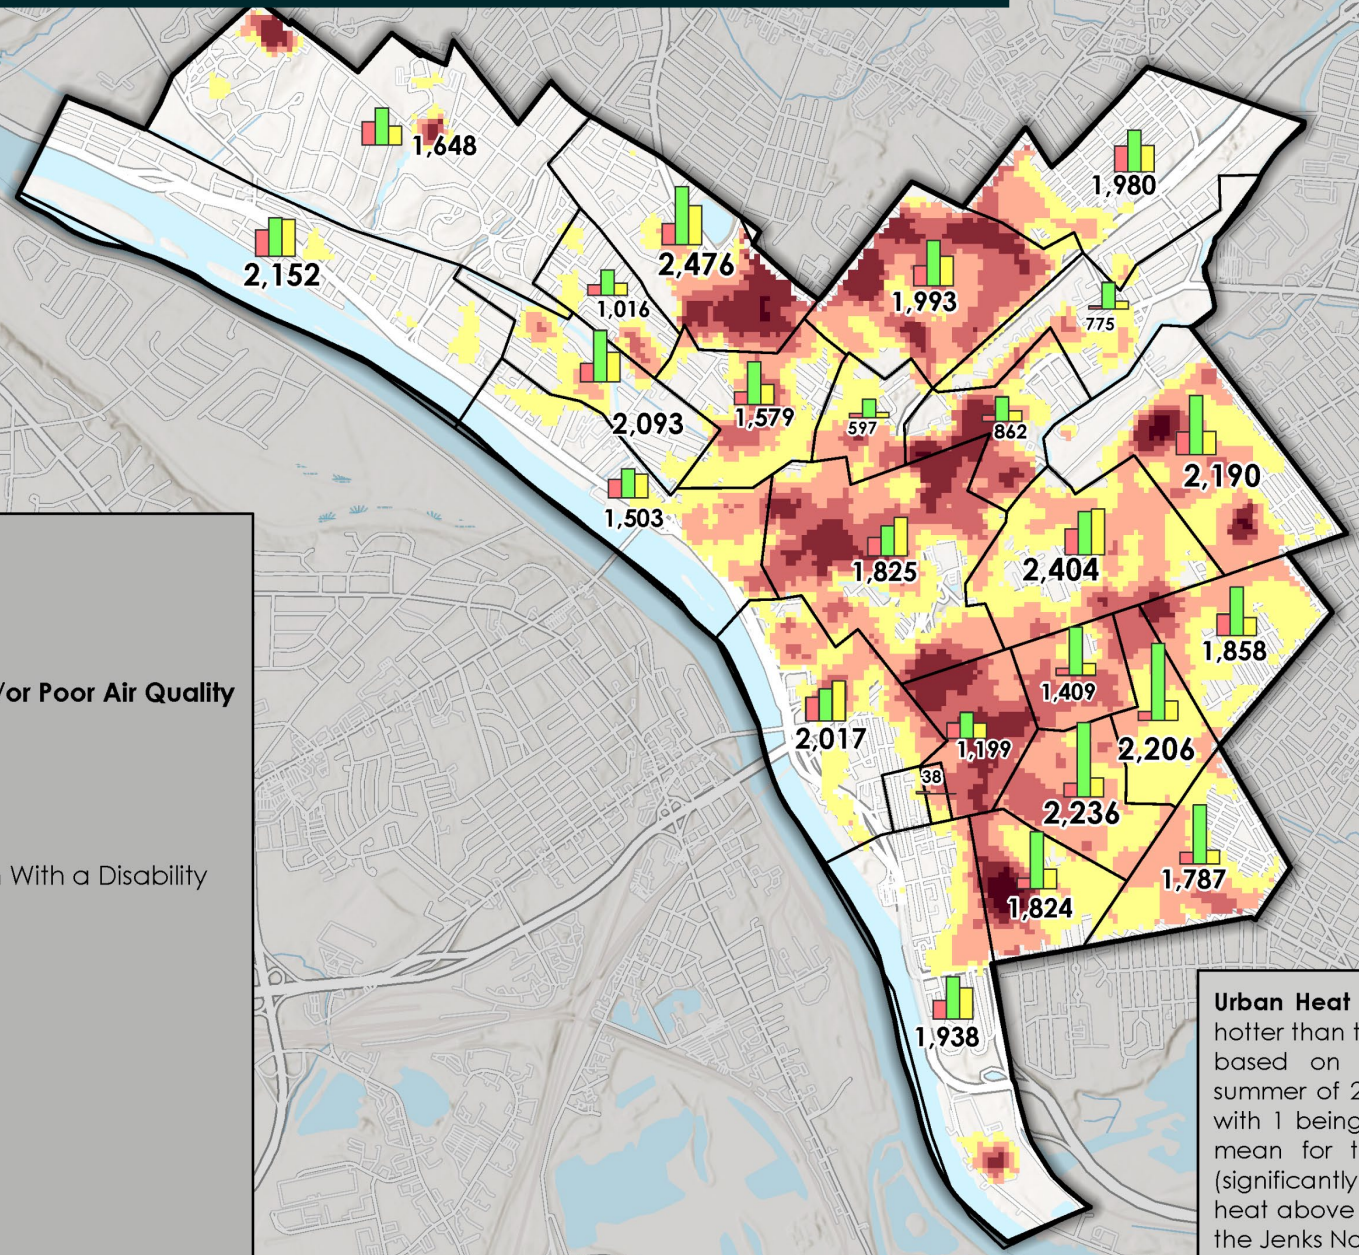 1,648
1,980
2,152
2,476
1,016
1,993
775
2,093
1,579
597
862
2,190
1,503
1,825
2,404
1,858
/or Poor Air Quality
1,409
2,017
1,199
2,206
38
2,236
With a Disability
1,787
1,824
1,938
Urban Heat
hotter than t
based on
summer of 2
with 1 being
mean for t
(significantly
heat above
the Jenks Na